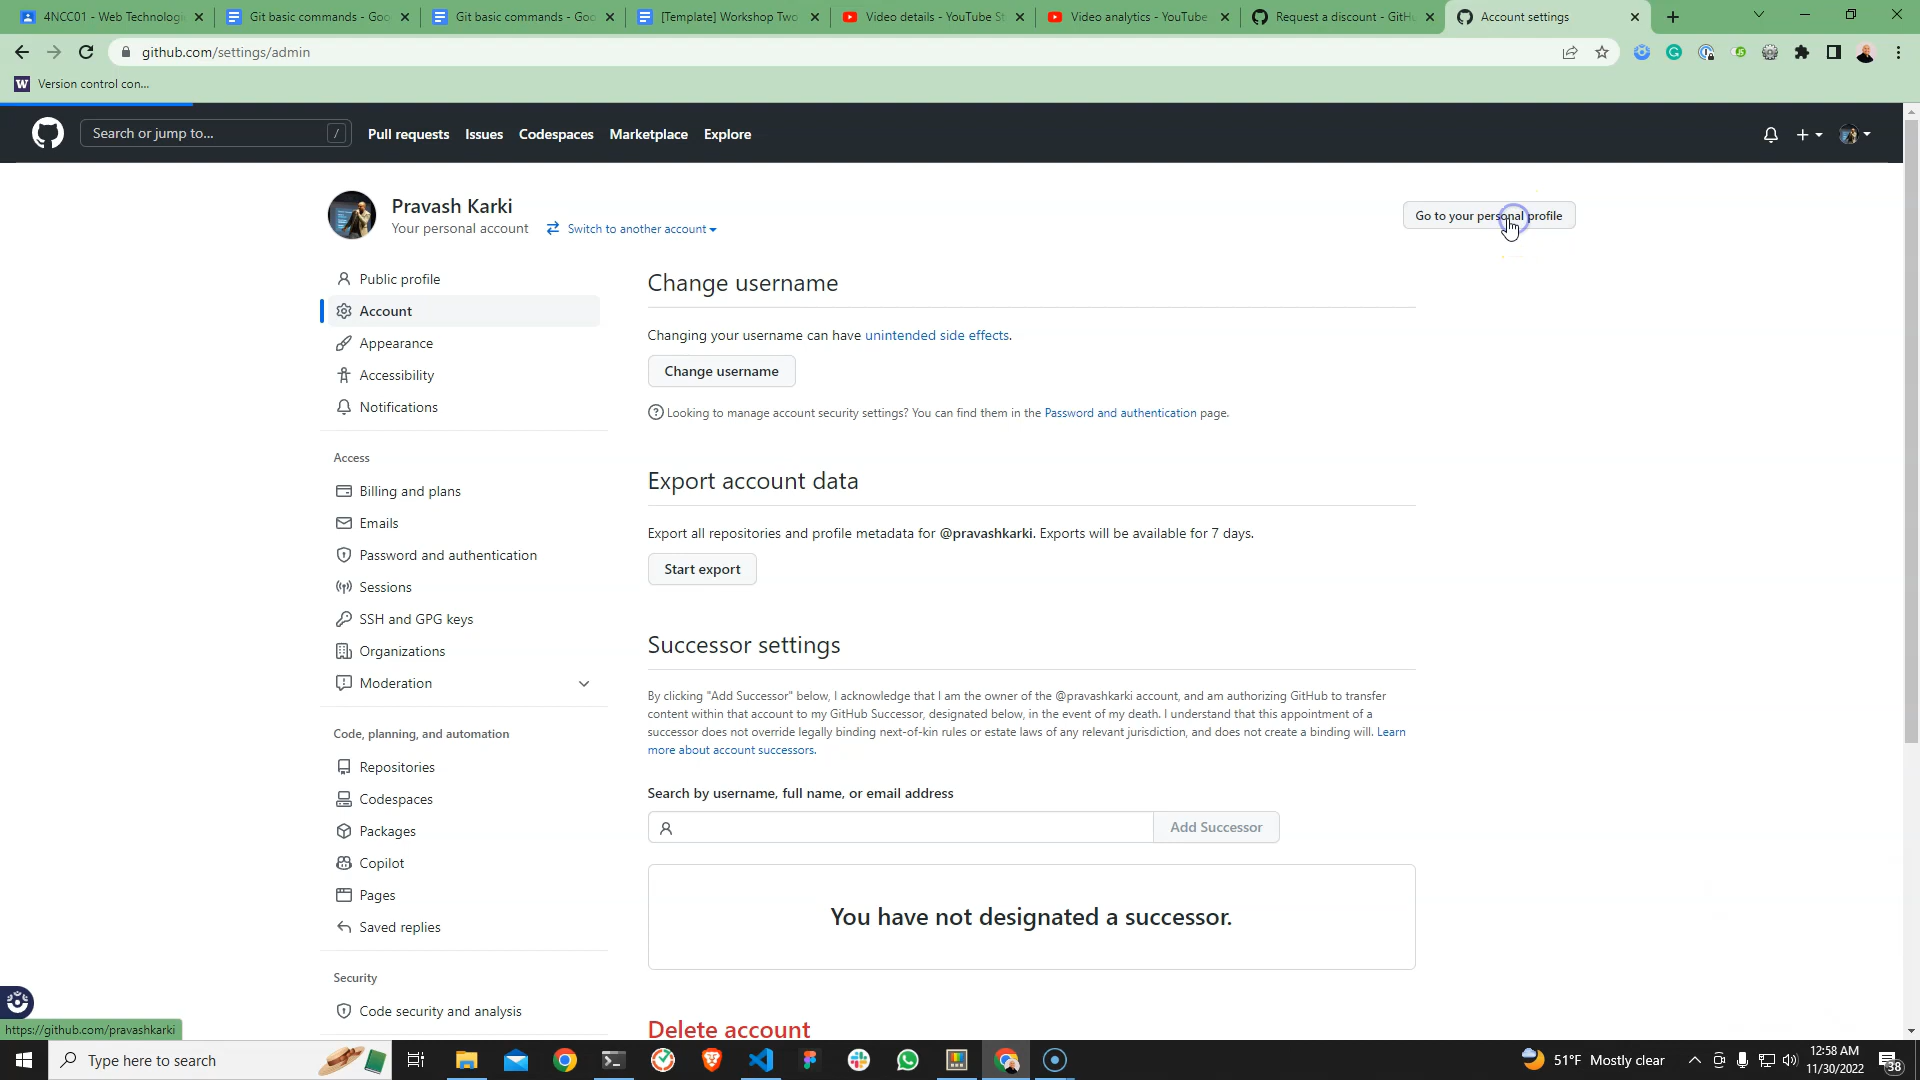 4NCC01 - Web Technologi
Git basic commands - Goo
Git basic commands - Goo
[Template] Workshop Two
Video details - YouTube St
Video analytics - YouTube
Request a discount - GitHu
Account settings
github.com/settings/admin
W Version control con...
Search or jump to... /
Pull requests Issues Codespaces Marketplace Explore
Pravash Karki
Your personal account Switch to another account
Go to your personal profile
Public profile
Account
Appearance
Accessibility
Notifications
Access
Billing and plans
Emails
Password and authentication
Sessions
SSH and GPG keys
Organizations
Moderation
Code, planning, and automation
Repositories
Codespaces
Packages
Copilot
Pages
Saved replies
Security
Code security and analysis
Change username
Changing your username can have unintended side effects.
Change username
Looking to manage account security settings? You can find them in the Password and authentication page.
Export account data
Export all repositories and profile metadata for @pravashkarki. Exports will be available for 7 days.
Start export
Successor settings
By clicking "Add Successor" below, I acknowledge that I am the owner of the @pravashkarki account, and am authorizing GitHub to transfer
content within that account to my GitHub Successor, designated below, in the event of my death. I understand that this appointment of a
successor does not override legally binding next-of-kin rules or estate laws of any relevant jurisdiction, and does not create a binding will. Learn
more about account successors.
Search by username, full name, or email address
Add Successor
You have not designated a successor.
Delete account
https://github.com/pravashkarki
Type here to search
51°F Mostly clear
12:58 AM
11/30/2022
38